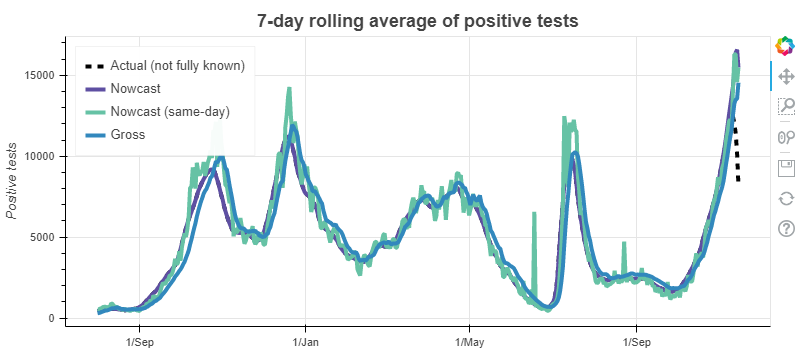 7-day rolling average of positive tests
Positive tests
15000
10000
5000
0
Actual (not fully known)
Nowcast
Nowcast (same-day)
Gross
1/Sep
1/Jan
1/May
1/Sep